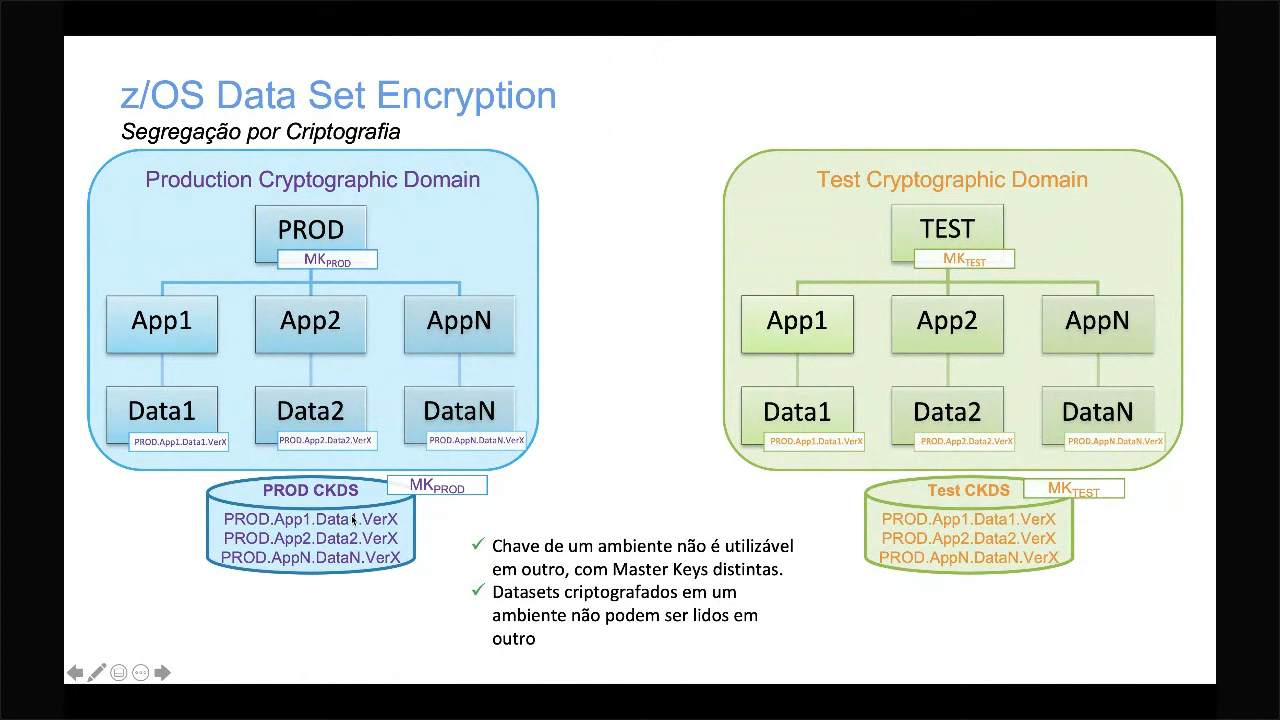 z/OS Data Set Encryption
Segregação por Criptografia
Production Cryptographic Domain
PROD
MKPROD
App1
App2
AppN
Data1
Data2
DataN
PROD.App1.Data1.VerX
PROD.App2.Data2.VerX
PROD.AppN.DataN.VerX
PROD CKDS
MKPROD
PROD.App1.Data1.VerX
PROD.App2.Data2.VerX
PROD.AppN.DataN.VerX
Test Cryptographic Domain
TEST
MKTEST
App1
App2
AppN
Data1
Data2
DataN
PROD.App1.Data1.VerX
PROD.App2.Data2.VerX
PROD.AppN.DataN.VerX
Test CKDS
MKTEST
PROD.App1.Data1.VerX
PROD.App2.Data2.VerX
PROD.AppN.DataN.VerX
✓ Chave de um ambiente não é utilizável
em outro, com Master Keys distintas.
✓ Datasets criptografados em um
ambiente não podem ser lidos em
outro